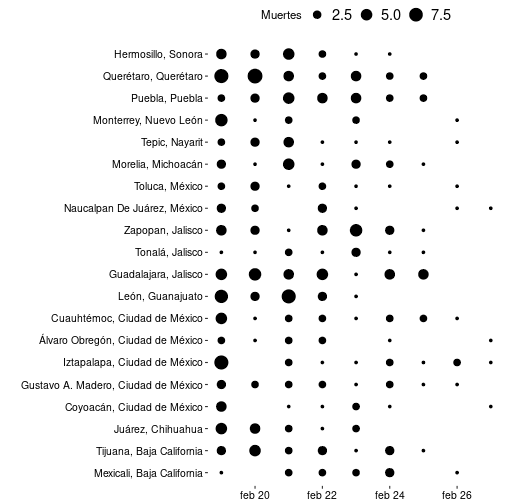 Muertes 2.5 5.0 7.5
Hermosillo, Sonora
Querétaro, Querétaro
Puebla, Puebla
Monterrey, Nuevo León
Tepic, Nayarit
Morelia, Michoacán
Toluca, México
Naucalpan De Juárez, México
Zapopan, Jalisco
Tonalá, Jalisco
Guadalajara, Jalisco
León, Guanajuato
Cuauhtémoc, Ciudad de México
Álvaro Obregón, Ciudad de México
Iztapalapa, Ciudad de México
Gustavo A. Madero, Ciudad de México
Coyoacán, Ciudad de México
Juárez, Chihuahua
Tijuana, Baja California
Mexicali, Baja California
feb 20 feb 22 feb 24 feb 26